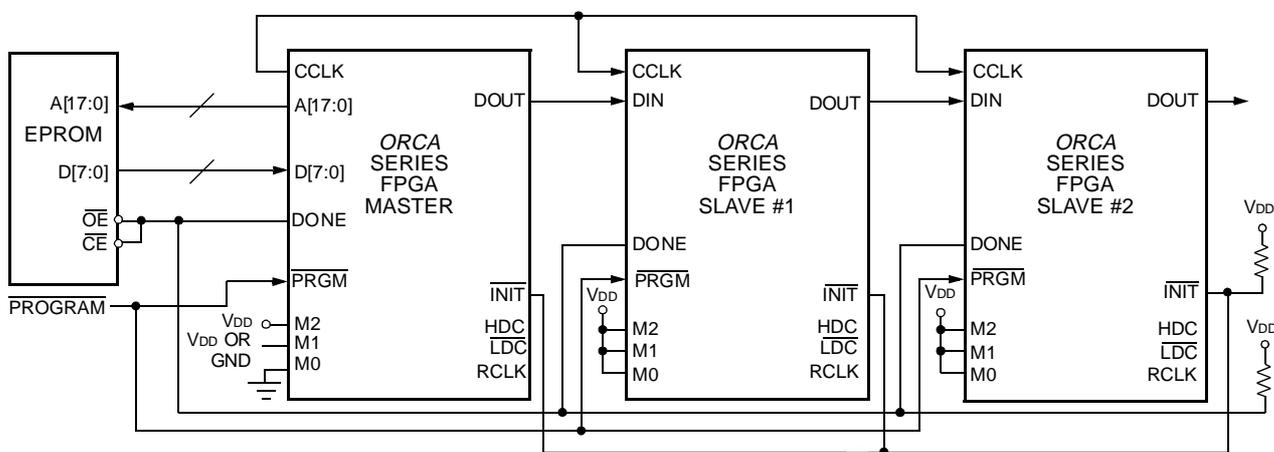 A[17:0]
EPROM
D[7:0]
OE
CE
PROGRAM
CCLK
A[17:0]
DOUT
ORCA
SERIES
FPGA
MASTER
D[7:0]
DONE
PRGM
INIT
VDD
M2
HDC
VDD OR
M1
LDC
GND
M0
RCLK
CCLK
DIN
DOUT
ORCA
SERIES
FPGA
SLAVE #1
DONE
PRGM
VDD
INIT
M2
HDC
M1
LDC
M0
RCLK
CCLK
DIN
DOUT
ORCA
SERIES
FPGA
SLAVE #2
DONE
PRGM
VDD
INIT
M2
HDC
M1
LDC
M0
RCLK
VDD
VDD